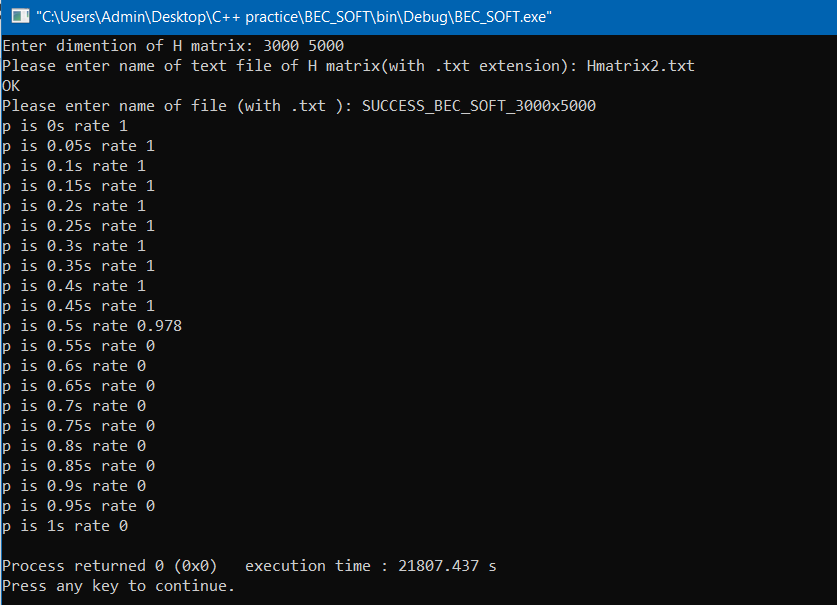 "C:\Users\Admin\Desktop\C++ practice\BEC_SOFT\bin\Debug\BEC_SOFT.exe"
Enter dimention of H matrix: 3000 5000
Please enter name of text file of H matrix(with .txt extension): Hmatrix2.txt
OK
Please enter name of file (with .txt ): SUCCESS_BEC_SOFT_3000x5000
p is 0s rate 1
p is 0.05s rate 1
p is 0.1s rate 1
p is 0.15s rate 1
p is 0.2s rate 1
p is 0.25s rate 1
p is 0.3s rate 1
p is 0.35s rate 1
p is 0.4s rate 1
p is 0.45s rate 1
p is 0.5s rate 0.978
p is 0.55s rate 0
p is 0.6s rate 0
p is 0.65s rate 0
p is 0.7s rate 0
p is 0.75s rate 0
p is 0.8s rate 0
p is 0.85s rate 0
p is 0.9s rate 0
p is 0.95s rate 0
p is 1s rate 0
Process returned 0 (0x0)   execution time : 21807.437 s
Press any key to continue.